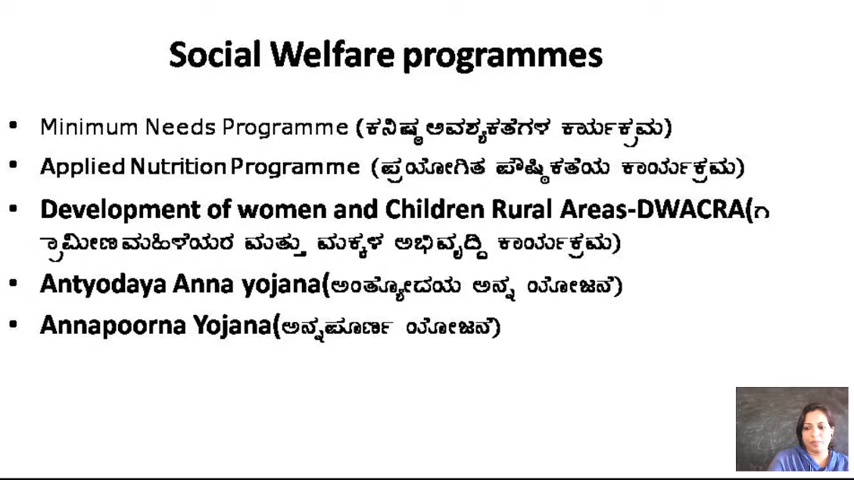 Social Welfare programmes
• Minimum Needs Programme (ಕನಿಷ್ಠ ಅವಶ್ಯಕತೆಗಳ ಕಾರ್ಯಕ್ರಮ)
• Applied Nutrition Programme (ಪ್ರಯೋಗಿತ ಪೌಷ್ಠಿಕತೆಯ ಕಾರ್ಯಕ್ರಮ)
• Development of women and Children Rural Areas-DWACRA(ಗ
್ರಾಮೀಣ ಮಹಿಳೆಯರ ಮತ್ತು ಮಕ್ಕಳ ಅಭಿವೃದ್ದಿ ಕಾರ್ಯಕ್ರಮ)
• Antyodaya Anna yojana(ಅಂತ್ಯೋದಯ ಅನ್ನ ಯೋಜನೆ)
• Annapoorna Yojana(ಅನ್ನಪೂರ್ಣ ಯೋಜನೆ)